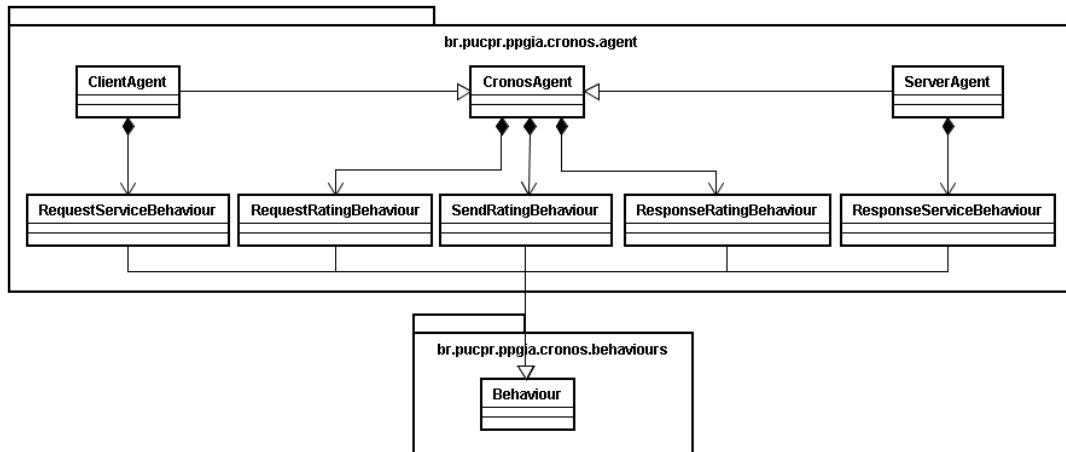 br.pucpr.ppgia.cronos.agent
ClientAgent
CronosAgent
ServerAgent
RequestServiceBehaviour
RequestRatingBehaviour
SendRatingBehaviour
ResponseRatingBehaviour
ResponseServiceBehaviour
br.pucpr.ppgia.cronos.behaviours
Behaviour